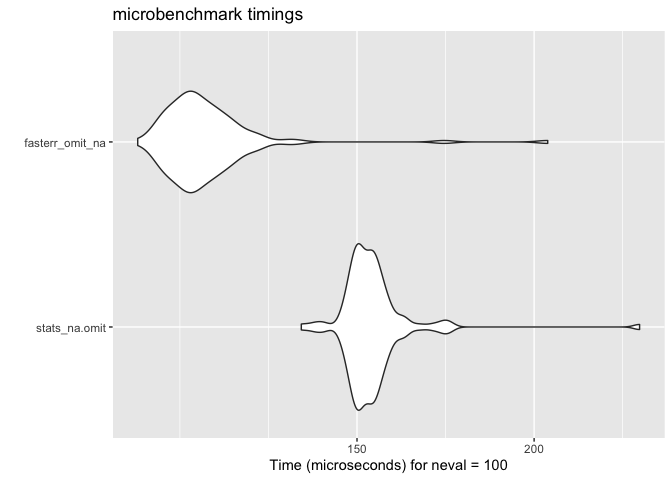 microbenchmark timings
fasterr_omit_na
stats_na.omit
150 200
Time (microseconds) for neval = 100